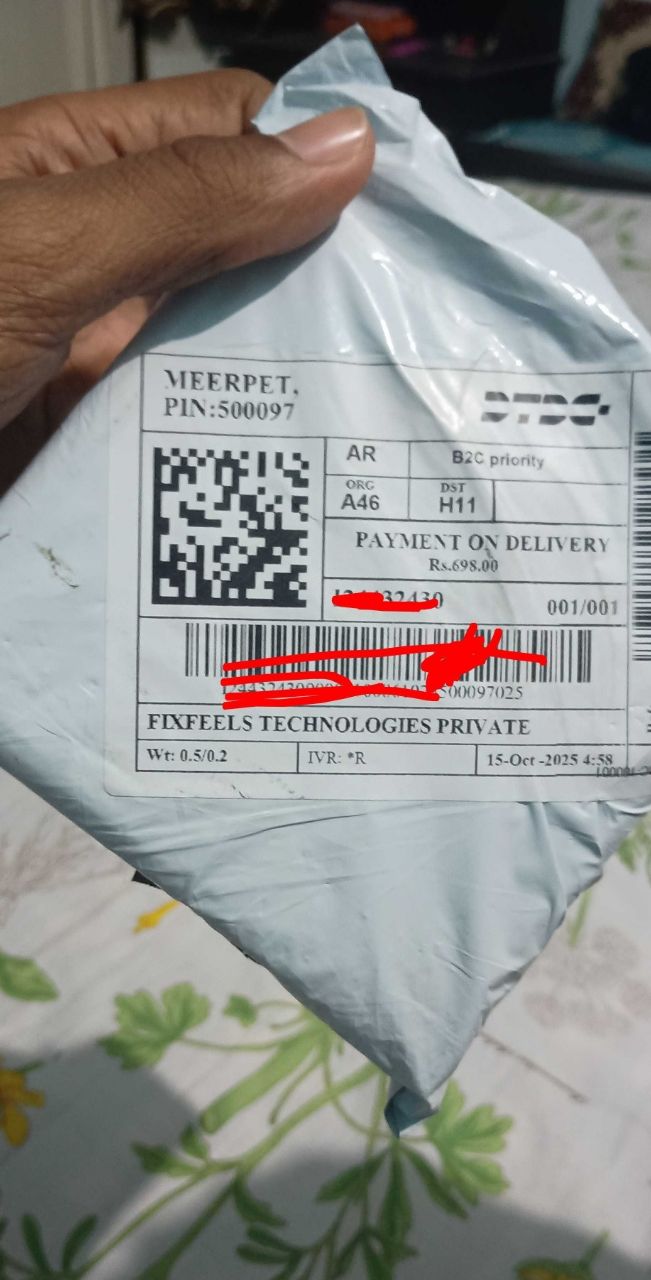 MEERPET,
PIN:500097
DTDC
AR
B2C priority
ORG
A46
DST
H11
PAYMENT ON DELIVERY
Rs.698.00
001/001
500097025
FIXFEELS TECHNOLOGIES PRIVATE
Wt: 0.5/0.2
IVR: *R
15-Oct -2025 4:58